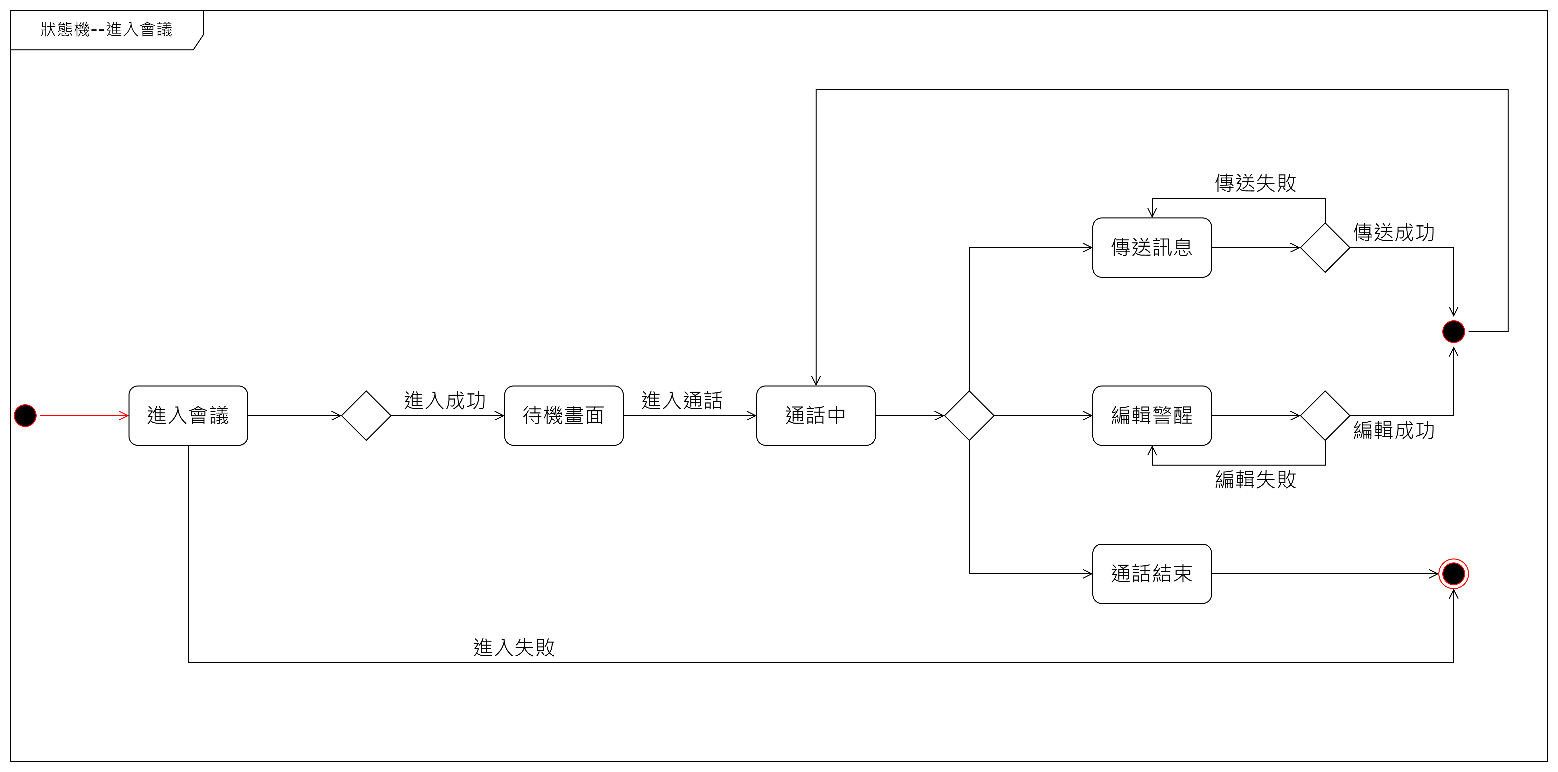 狀態機--進入會議
傳送失敗
傳送訊息
傳送成功
進入會議
進入成功
待機畫面
進入通話
通話中
編輯警醒
編輯成功
編輯失敗
通話結束
進入失敗